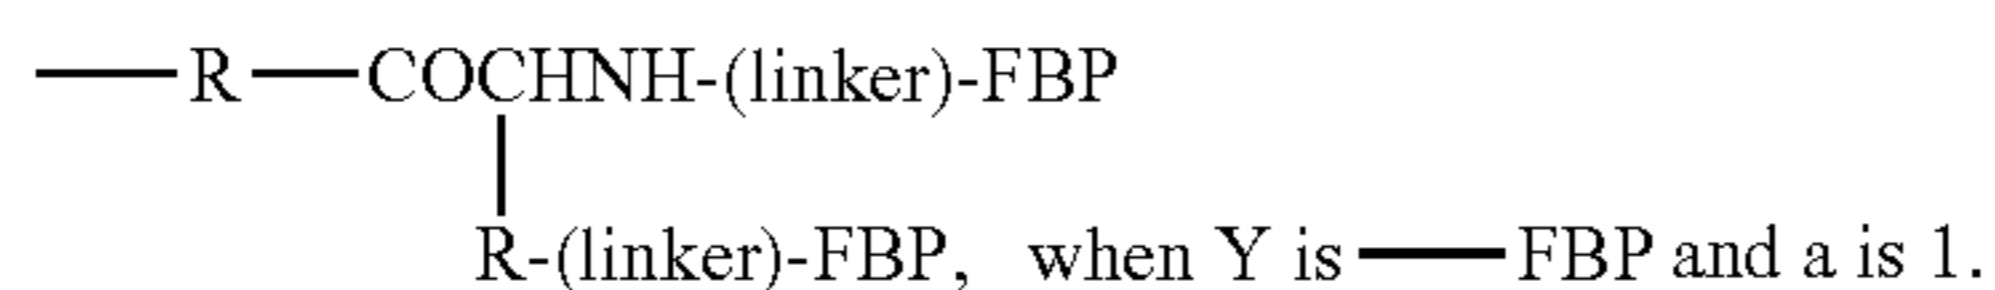 —R—COCHNH-(linker)-FBP
R-(linker)-FBP, when Y is —FBP and a is 1.